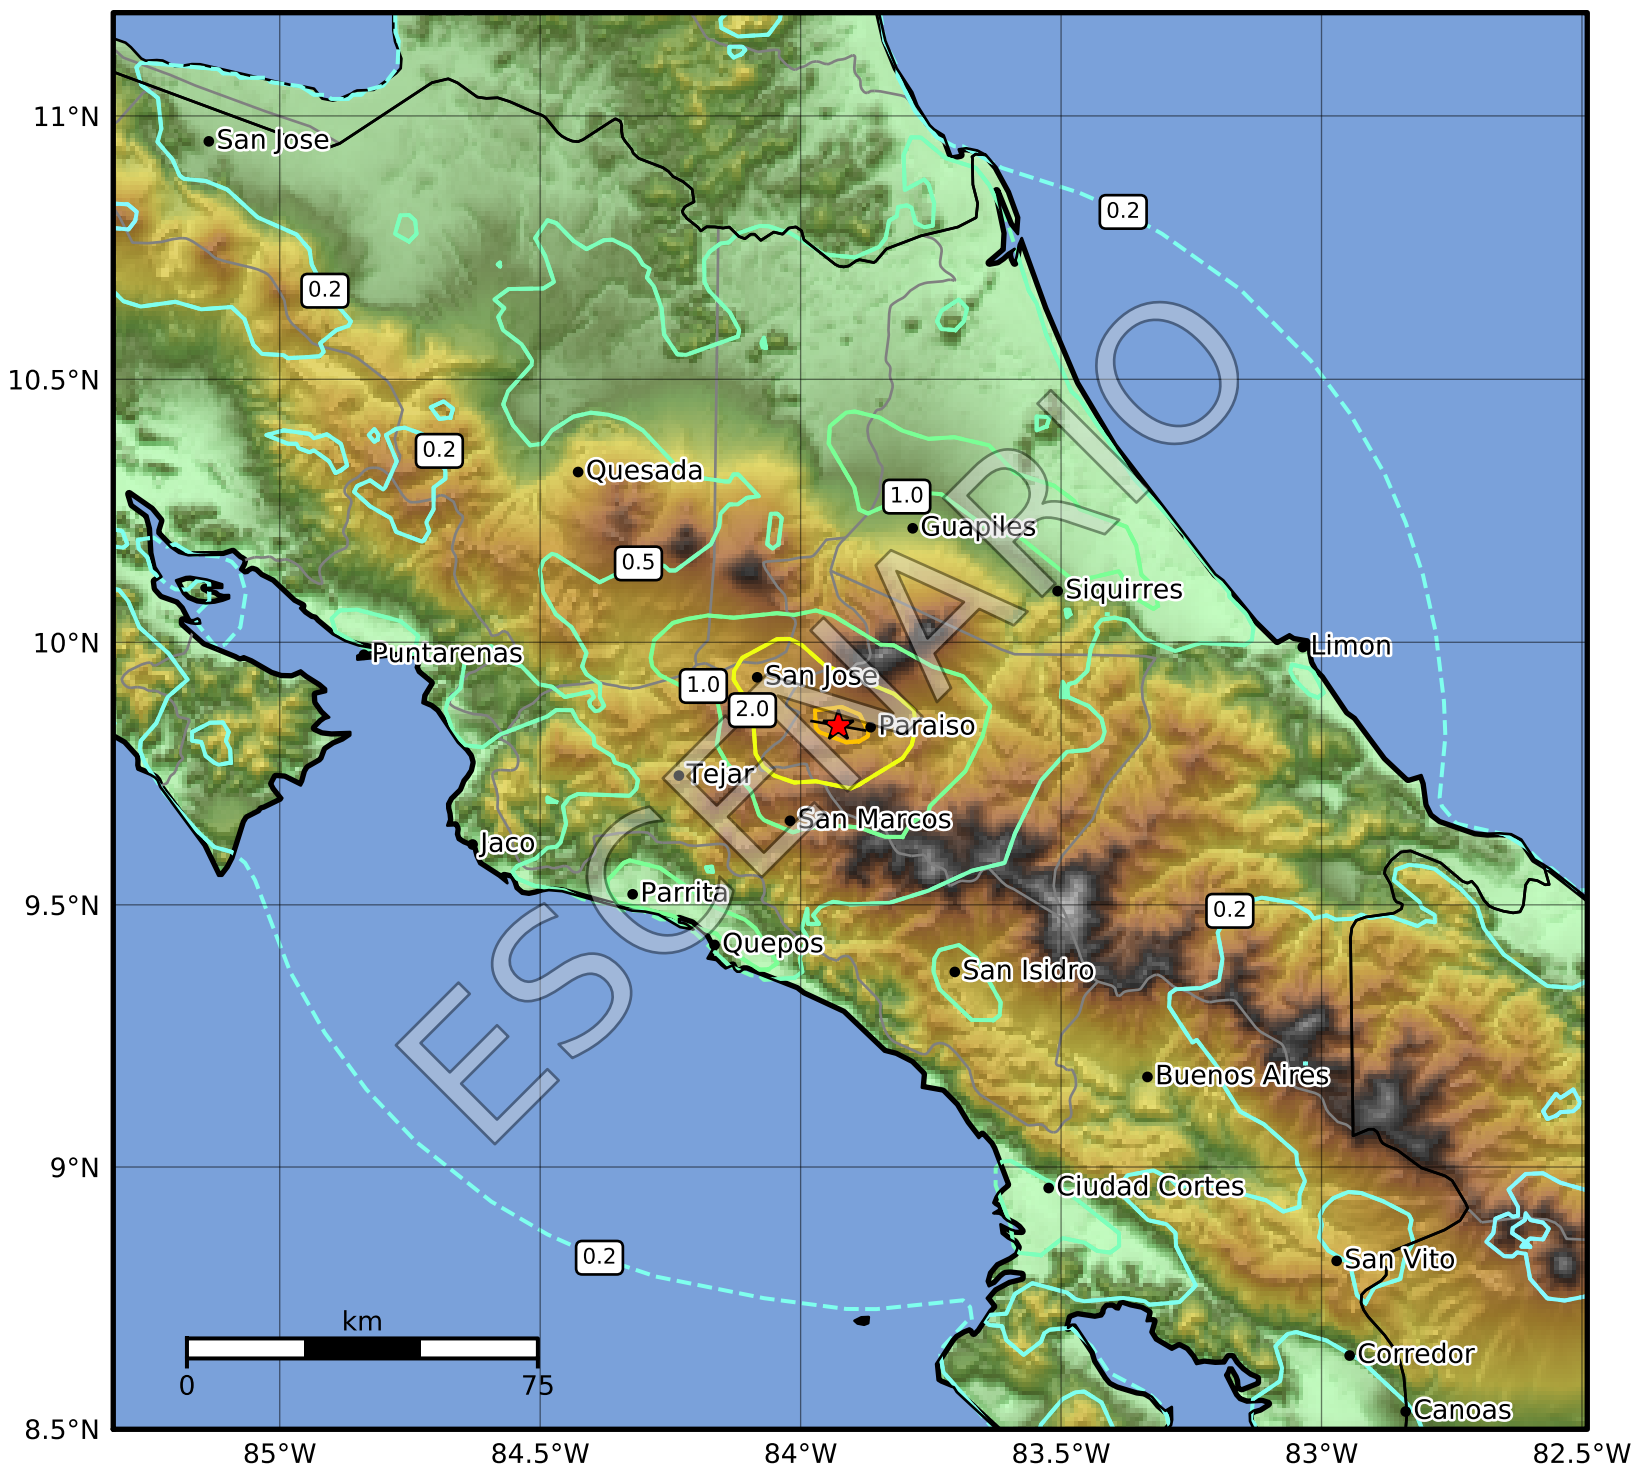 11°N
10.5°N
10°N
9.5°N
9°N
8.5°N
San Jose
0.2
0.2
0.2
Quesada
1.0
Guapiles
0.5
Siquirres
Limon
Puntarenas
San Jose
1.0
2.0
Paraiso
Tejar
San Marcos
Jaco
Parrita
0.2
Quepos
San Isidro
Buenos Aires
Ciudad Cortes
0.2
San Vito
Corredor
Canoas
ESCENARIO
km
0 75
85°W 84.5°W 84°W 83.5°W 83°W 82.5°W